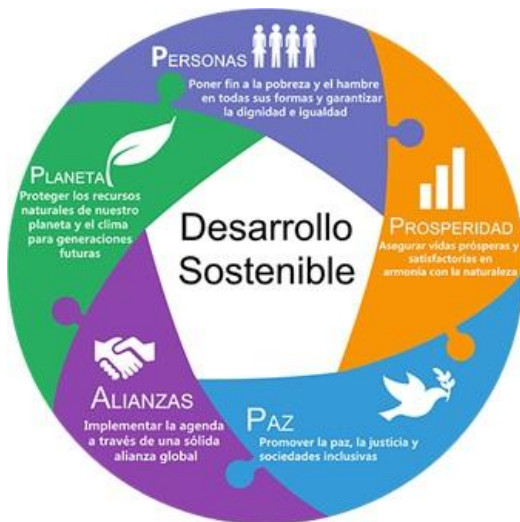 PERSONAS
Poner fin a la pobreza y el hambre
en todas sus formas y garantizar
la dignidad e igualdad
PROSPERIDAD
Asegurar vidas prósperas y
satisfactorias en
armonía con la naturaleza
PAZ
Promover la paz, la justicia y
sociedades inclusivas
ALIANZAS
Implementar la agenda
a través de una sólida
alianza global
PLANETA
Proteger los recursos
naturales de nuestro
planeta y el clima
para generaciones
futuras
Desarrollo
Sostenible